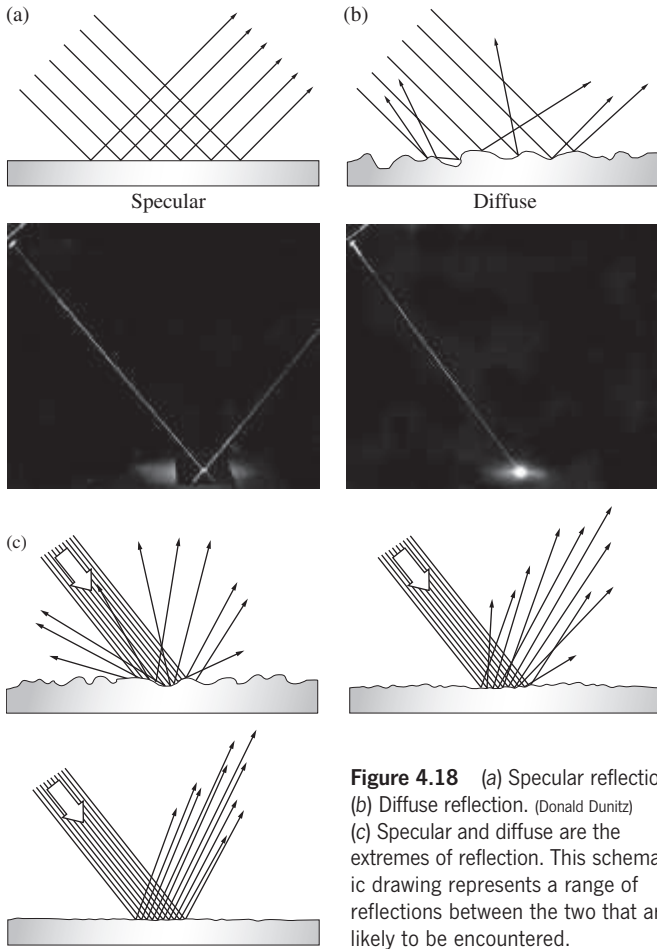 (a)
(b)
Specular
Diffuse
(c)
Figure 4.18 (a) Specular reflectio
(b) Diffuse reflection. (Donald Dunitz)
(c) Specular and diffuse are the
extremes of reflection. This schema
ic drawing represents a range of
reflections between the two that ar
likely to be encountered.